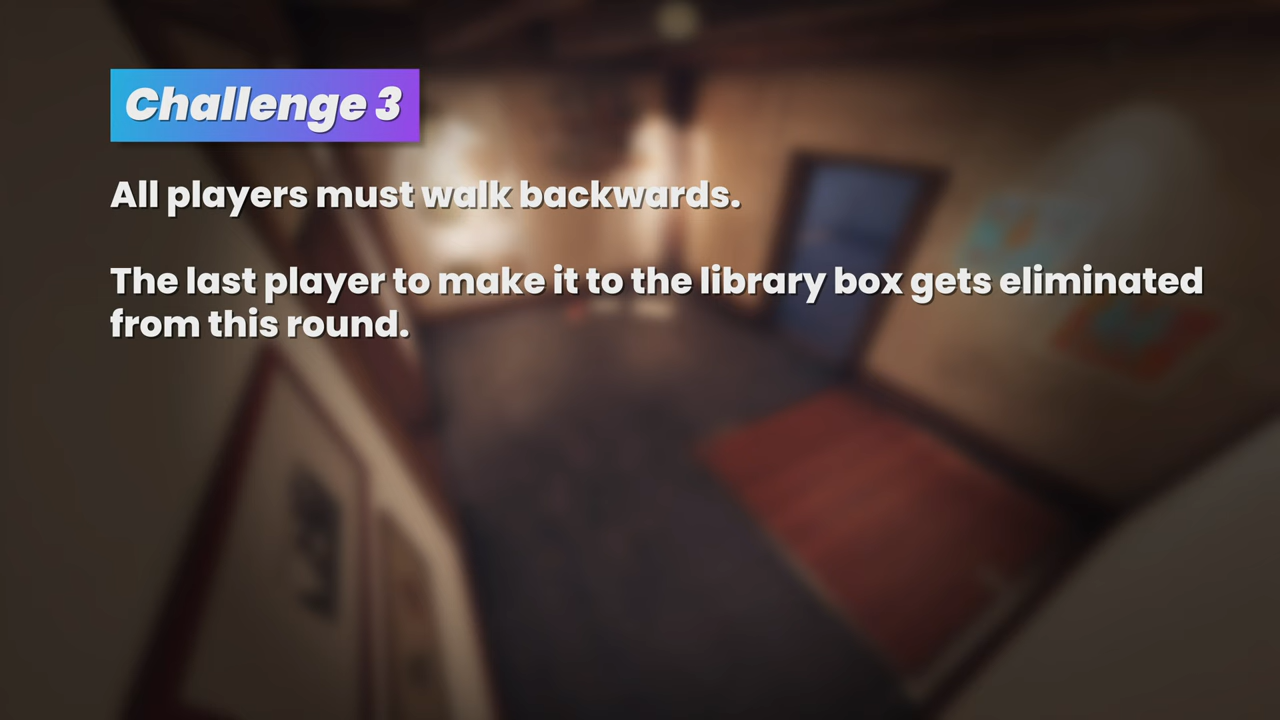 Challenge 3
All players must walk backwards.
The last player to make it to the library box gets eliminated
from this round.